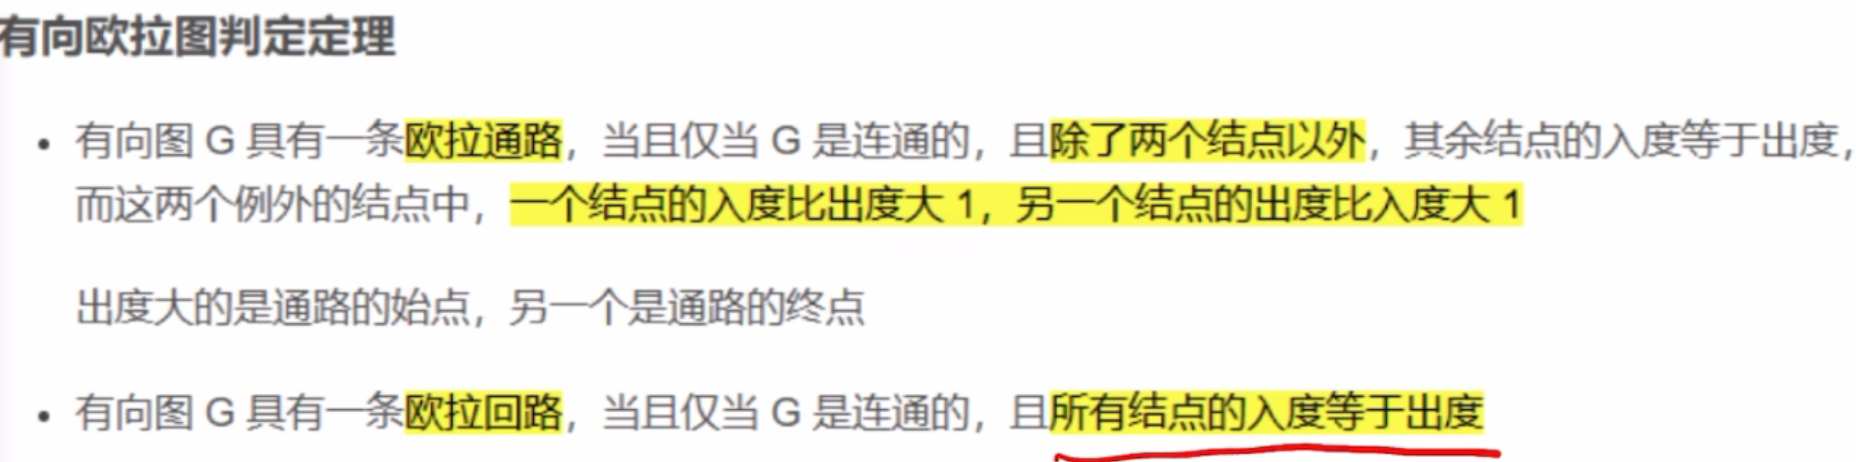 有向欧拉图判定定理
• 有向图 G 具有一条欧拉通路，当且仅当 G 是连通的，且除了两个结点以外，其余结点的入度等于出度，
而这两个例外的结点中，一个结点的入度比出度大 1，另一个结点的出度比入度大 1
出度大的是通路的始点，另一个是通路的终点
• 有向图 G 具有一条欧拉回路，当且仅当 G 是连通的，且所有结点的入度等于出度